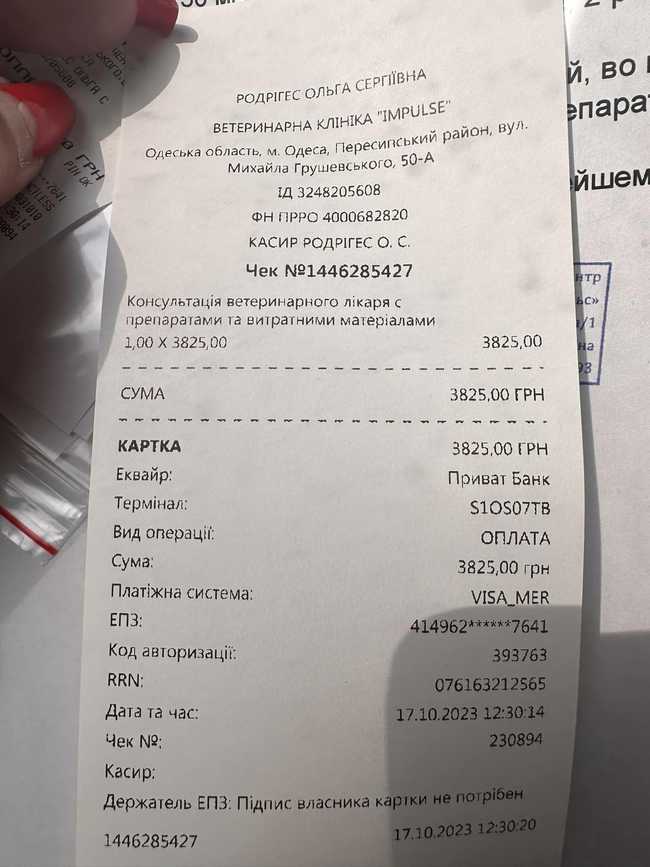 РОДРІГЕС ОЛЬГА СЕРГІЇВНА
ВЕТЕРИНАРНА КЛІНІКА "IMPULSE"
Одеська область, м. Одеса, Пересипський район, вул.
Михайла Грушевського, 50-А
ІД 3248205608
ФН ПРРО 4000682820
КАСИР РОДРІГЕС О. С.
Чек №1446285427
Консультація ветеринарного лікаря с
препаратами та витратними матеріалами
1,00 X 3825,00 3825,00
СУМА 3825,00 ГРН
КАРТКА 3825,00 ГРН
Еквайр: Приват Банк
Термінал: S1OS07TB
Вид операції: ОПЛАТА
Сума: 3825,00 грн
Платіжна система: VISA_MER
ЕПЗ: 414962******7641
Код авторизації: 393763
RRN: 076163212565
Дата та час: 17.10.2023 12:30:14
Чек №: 230894
Касир:
Держатель ЕПЗ: Підпис власника картки не потрібен
1446285427 17.10.2023 12:30:20
ГРН
PIN OK
й, во